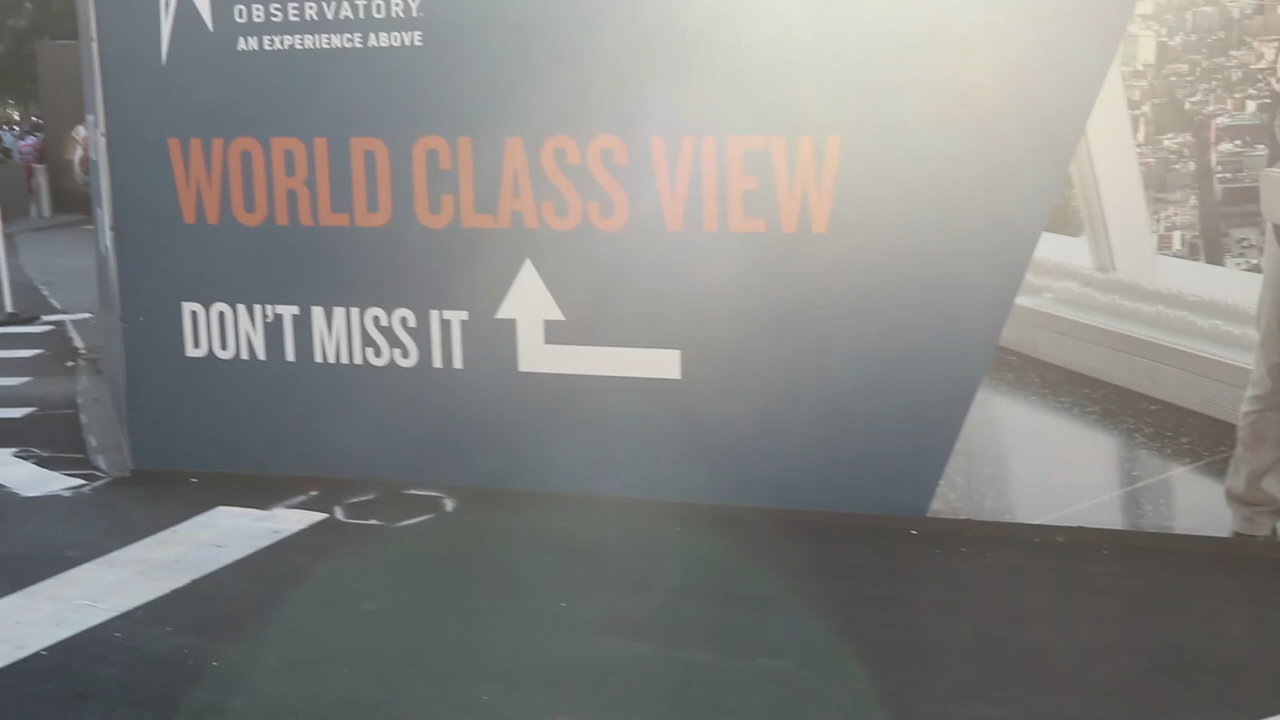 OBSERVATORY
AN EXPERIENCE ABOVE
WORLD CLASS VIEW
DON'T MISS IT